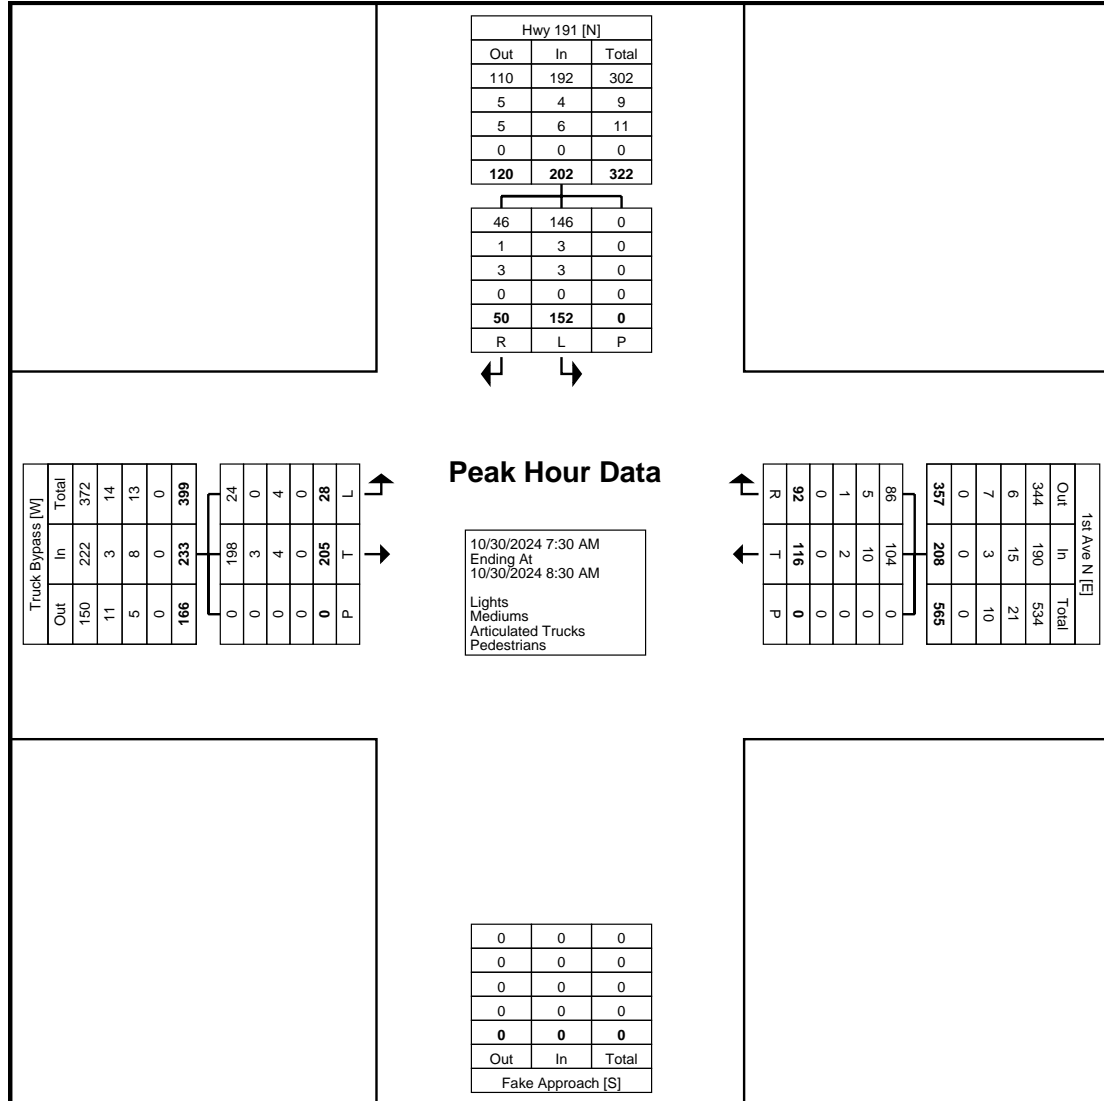 Hwy 191 [N]
Out In Total
110 192 302
5 4 9
5 6 11
0 0 0
120 202 322
46 146 0
1 3 0
3 3 0
0 0 0
50 152 0
R L P
Truck Bypass [W]
Out In Total
150 222 372
11 3 14
5 8 13
0 0 0
166 233 399
0 198 24
0 3 0
0 4 4
0 0 0
0 205 28
P T L
Peak Hour Data
10/30/2024 7:30 AM
Ending At
10/30/2024 8:30 AM
Lights
Mediums
Articulated Trucks
Pedestrians
1st Ave N [E]
Out In Total
344 190 534
6 15 21
7 3 10
0 0 0
357 208 565
86 104 0
5 10 0
1 2 0
0 0 0
92 116 0
R T P
0 0 0
0 0 0
0 0 0
0 0 0
0 0 0
Out In Total
Fake Approach [S]